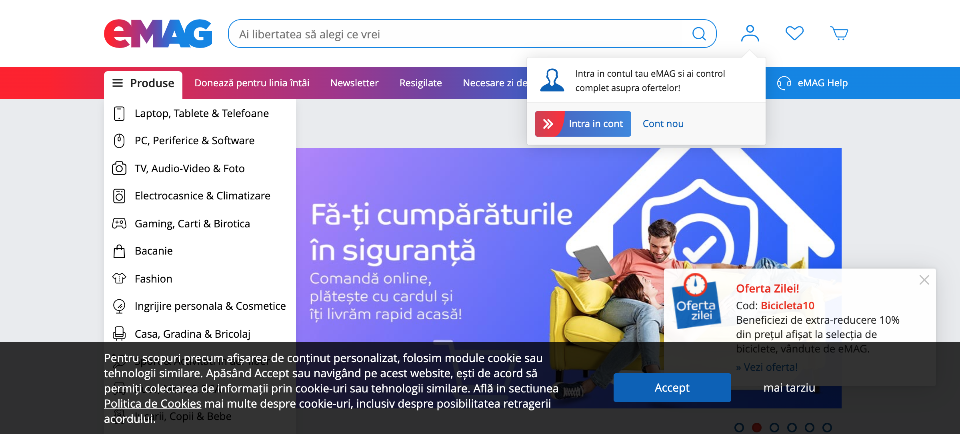 eMAG
Ai libertatea să alegi ce vrei
Produse
Donează pentru linia întâi
Newsletter
Resigilate
Necesare zi de
eMAG Help
Intra in contul tau eMAG si ai control
complet asupra ofertelor!
Intra in cont
Cont nou
Laptop, Tablete & Telefoane
PC, Periferice & Software
TV, Audio-Video & Foto
Electrocasnice & Climatizare
Gaming, Carti & Birotica
Bacanie
Fashion
Ingrijire personala & Cosmetice
Casa, Gradina & Bricolaj
Fă-ți cumpărăturile
în siguranță
Comandă online,
plătește cu cardul și
îți livrăm rapid acasă!
Oferta
zilei
Oferta Zilei!
Cod: Bicicleta10
Beneficiezi de extra-reducere 10%
din prețul afișat la selecția de
biciclete, vândute de eMAG.
» Vezi oferta!
Pentru scopuri precum afișarea de conținut personalizat, folosim module cookie sau
tehnologii similare. Apăsând Accept sau navigând pe acest website, ești de acord să
permiți colectarea de informații prin cookie-uri sau tehnologii similare. Află in sectiunea
Politica de Cookies mai multe despre cookie-uri, inclusiv despre posibilitatea retragerii
acordului.
Accept
mai tarziu
Copii & Bebe